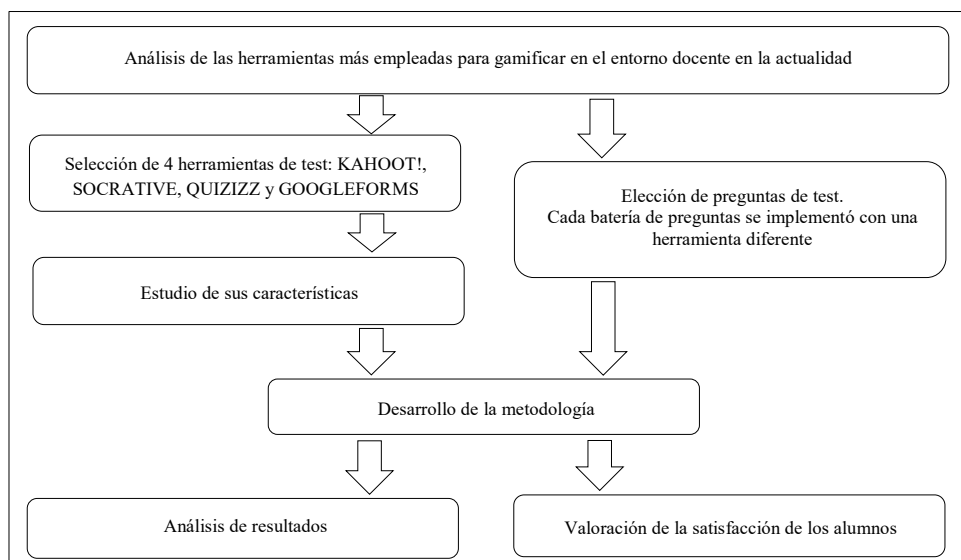 Análisis de las herramientas más empleadas para gamificar en el entorno docente en la actualidad
Selección de 4 herramientas de test: KAHOOT!,
SOCRATIVE, QUIZIZZ y GOOGLEFORMS
Elección de preguntas de test.
Cada batería de preguntas se implementó con una
herramienta diferente
Estudio de sus características
Desarrollo de la metodología
Análisis de resultados
Valoración de la satisfacción de los alumnos